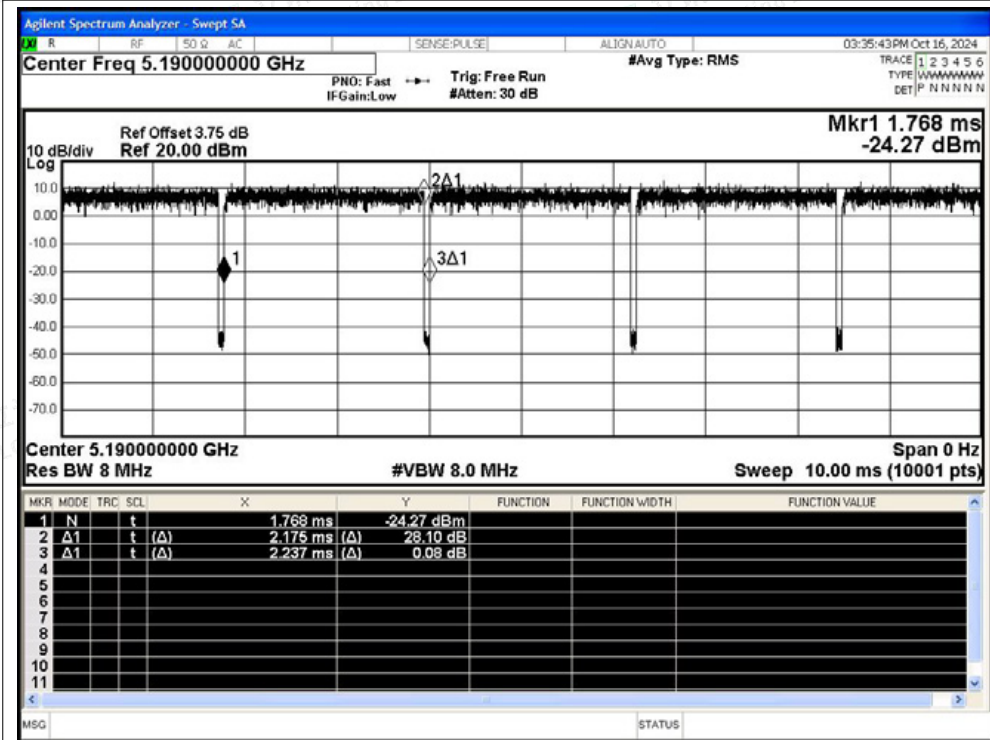 Agilent Spectrum Analyzer - Swept SA
LXI R RF 50 Ω AC SENSE:PULSE ALIGNAUTO 03:35:43PM Oct 16, 2024
Center Freq 5.190000000 GHz #Avg Type: RMS TRACE 1 2 3 4 5 6
PNO: Fast Trig: Free Run TYPE WWWWWW
IFGain:Low #Atten: 30 dB DET P N N N N N
Mkr1 1.768 ms
Ref Offset 3.75 dB
10 dB/div Ref 20.00 dBm -24.27 dBm
Log
10.0
0.00
-10.0
-20.0
-30.0
-40.0
-50.0
-60.0
-70.0
2Δ1
1
3Δ1
Center 5.190000000 GHz Span 0 Hz
Res BW 8 MHz #VBW 8.0 MHz Sweep 10.00 ms (10001 pts)
MKR MODE TRC SCL X Y FUNCTION FUNCTION WIDTH FUNCTION VALUE
1 N t 1.768 ms -24.27 dBm
2 Δ1 t (Δ) 2.175 ms (Δ) 28.10 dB
3 Δ1 t (Δ) 2.237 ms (Δ) 0.08 dB
4
5
6
7
8
9
10
11
MSG STATUS